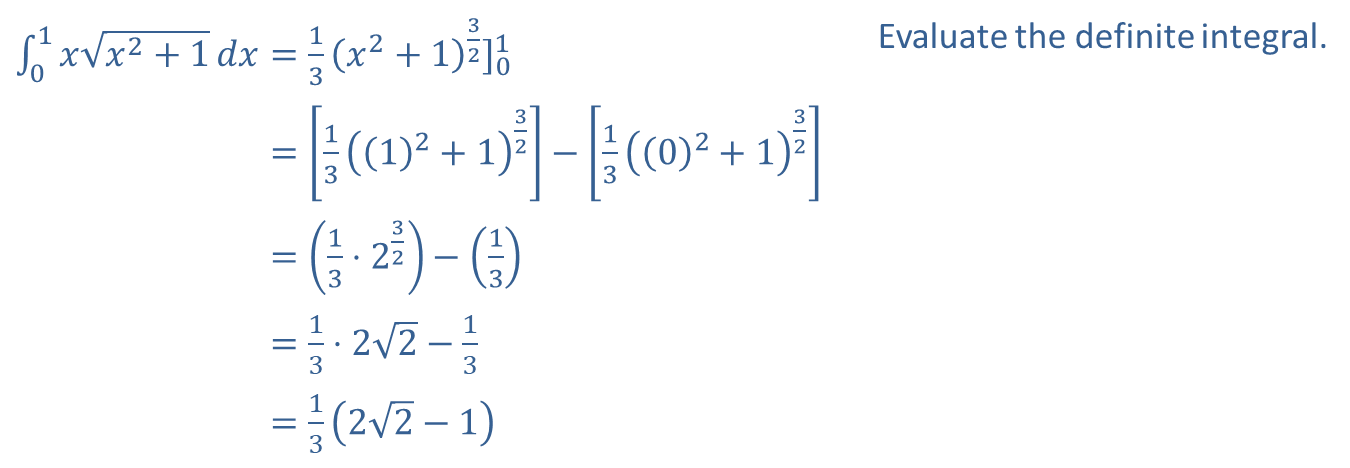 ∫₀¹ x√(x² + 1) dx = 1/3 (x² + 1)^(3/2)]₀¹ Evaluate the definite integral.
= [1/3 ((1)² + 1)^(3/2)] − [1/3 ((0)² + 1)^(3/2)]
= (1/3 · 2^(3/2)) − (1/3)
= 1/3 · 2√2 − 1/3
= 1/3 (2√2 − 1)